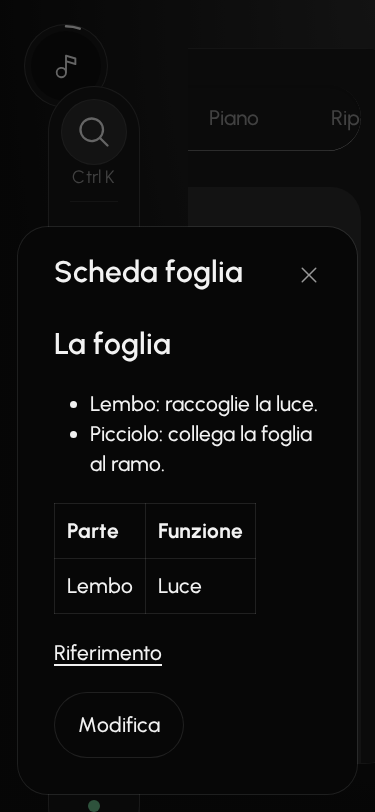 Piano
Rip
Ctrl K
Scheda foglia
La foglia
Lembo: raccoglie la luce.
Picciolo: collega la foglia
al ramo.
Parte Funzione
Lembo Luce
Riferimento
Modifica